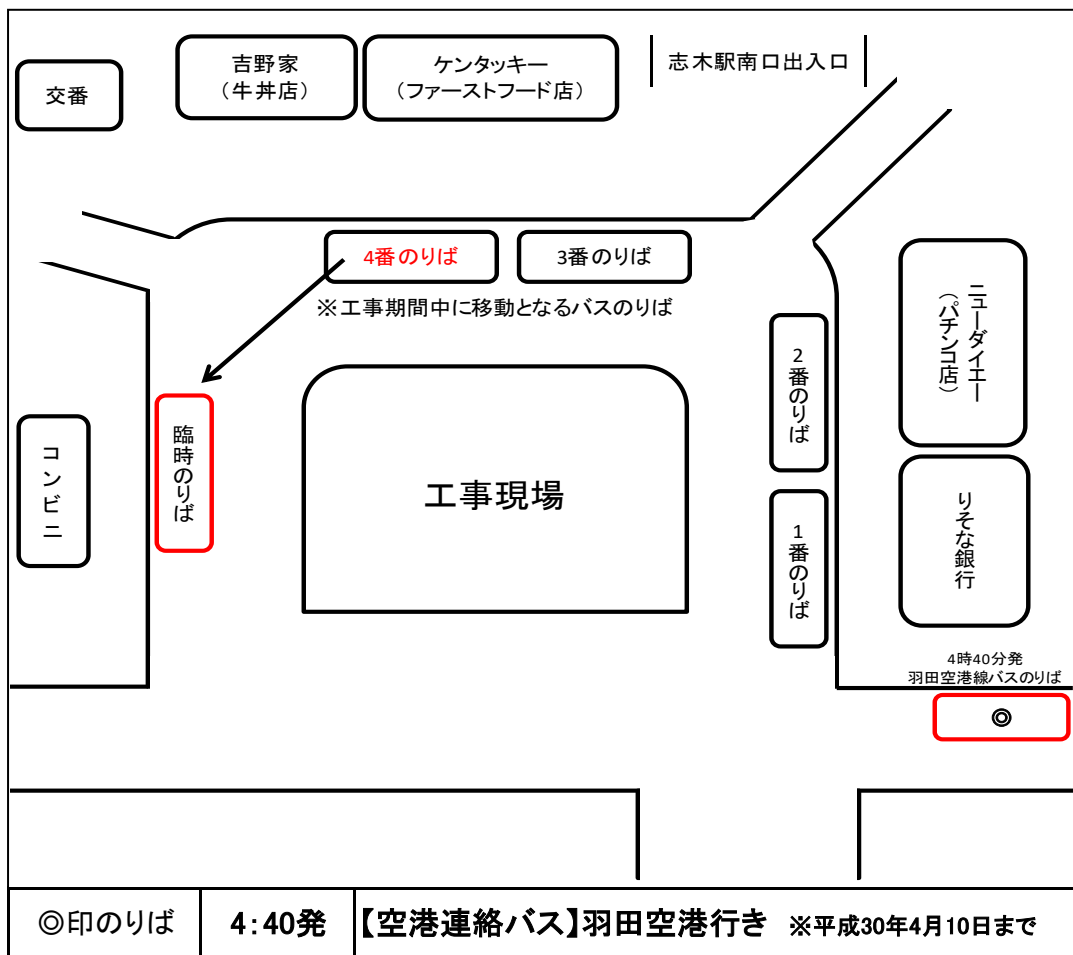 吉野家
（牛丼店）
ケンタッキー
（ファーストフード店）
志木駅南口出入口
交番
4番のりば
3番のりば
※工事期間中に移動となるバスのりば
ニューダイエー
（パチンコ店）
2番のりば
臨時のりば
コンビニ
工事現場
りそな銀行
1番のりば
4時40分発
羽田空港線バスのりば
◎
◎印のりば
4:40発
【空港連絡バス】羽田空港行き ※平成30年4月10日まで